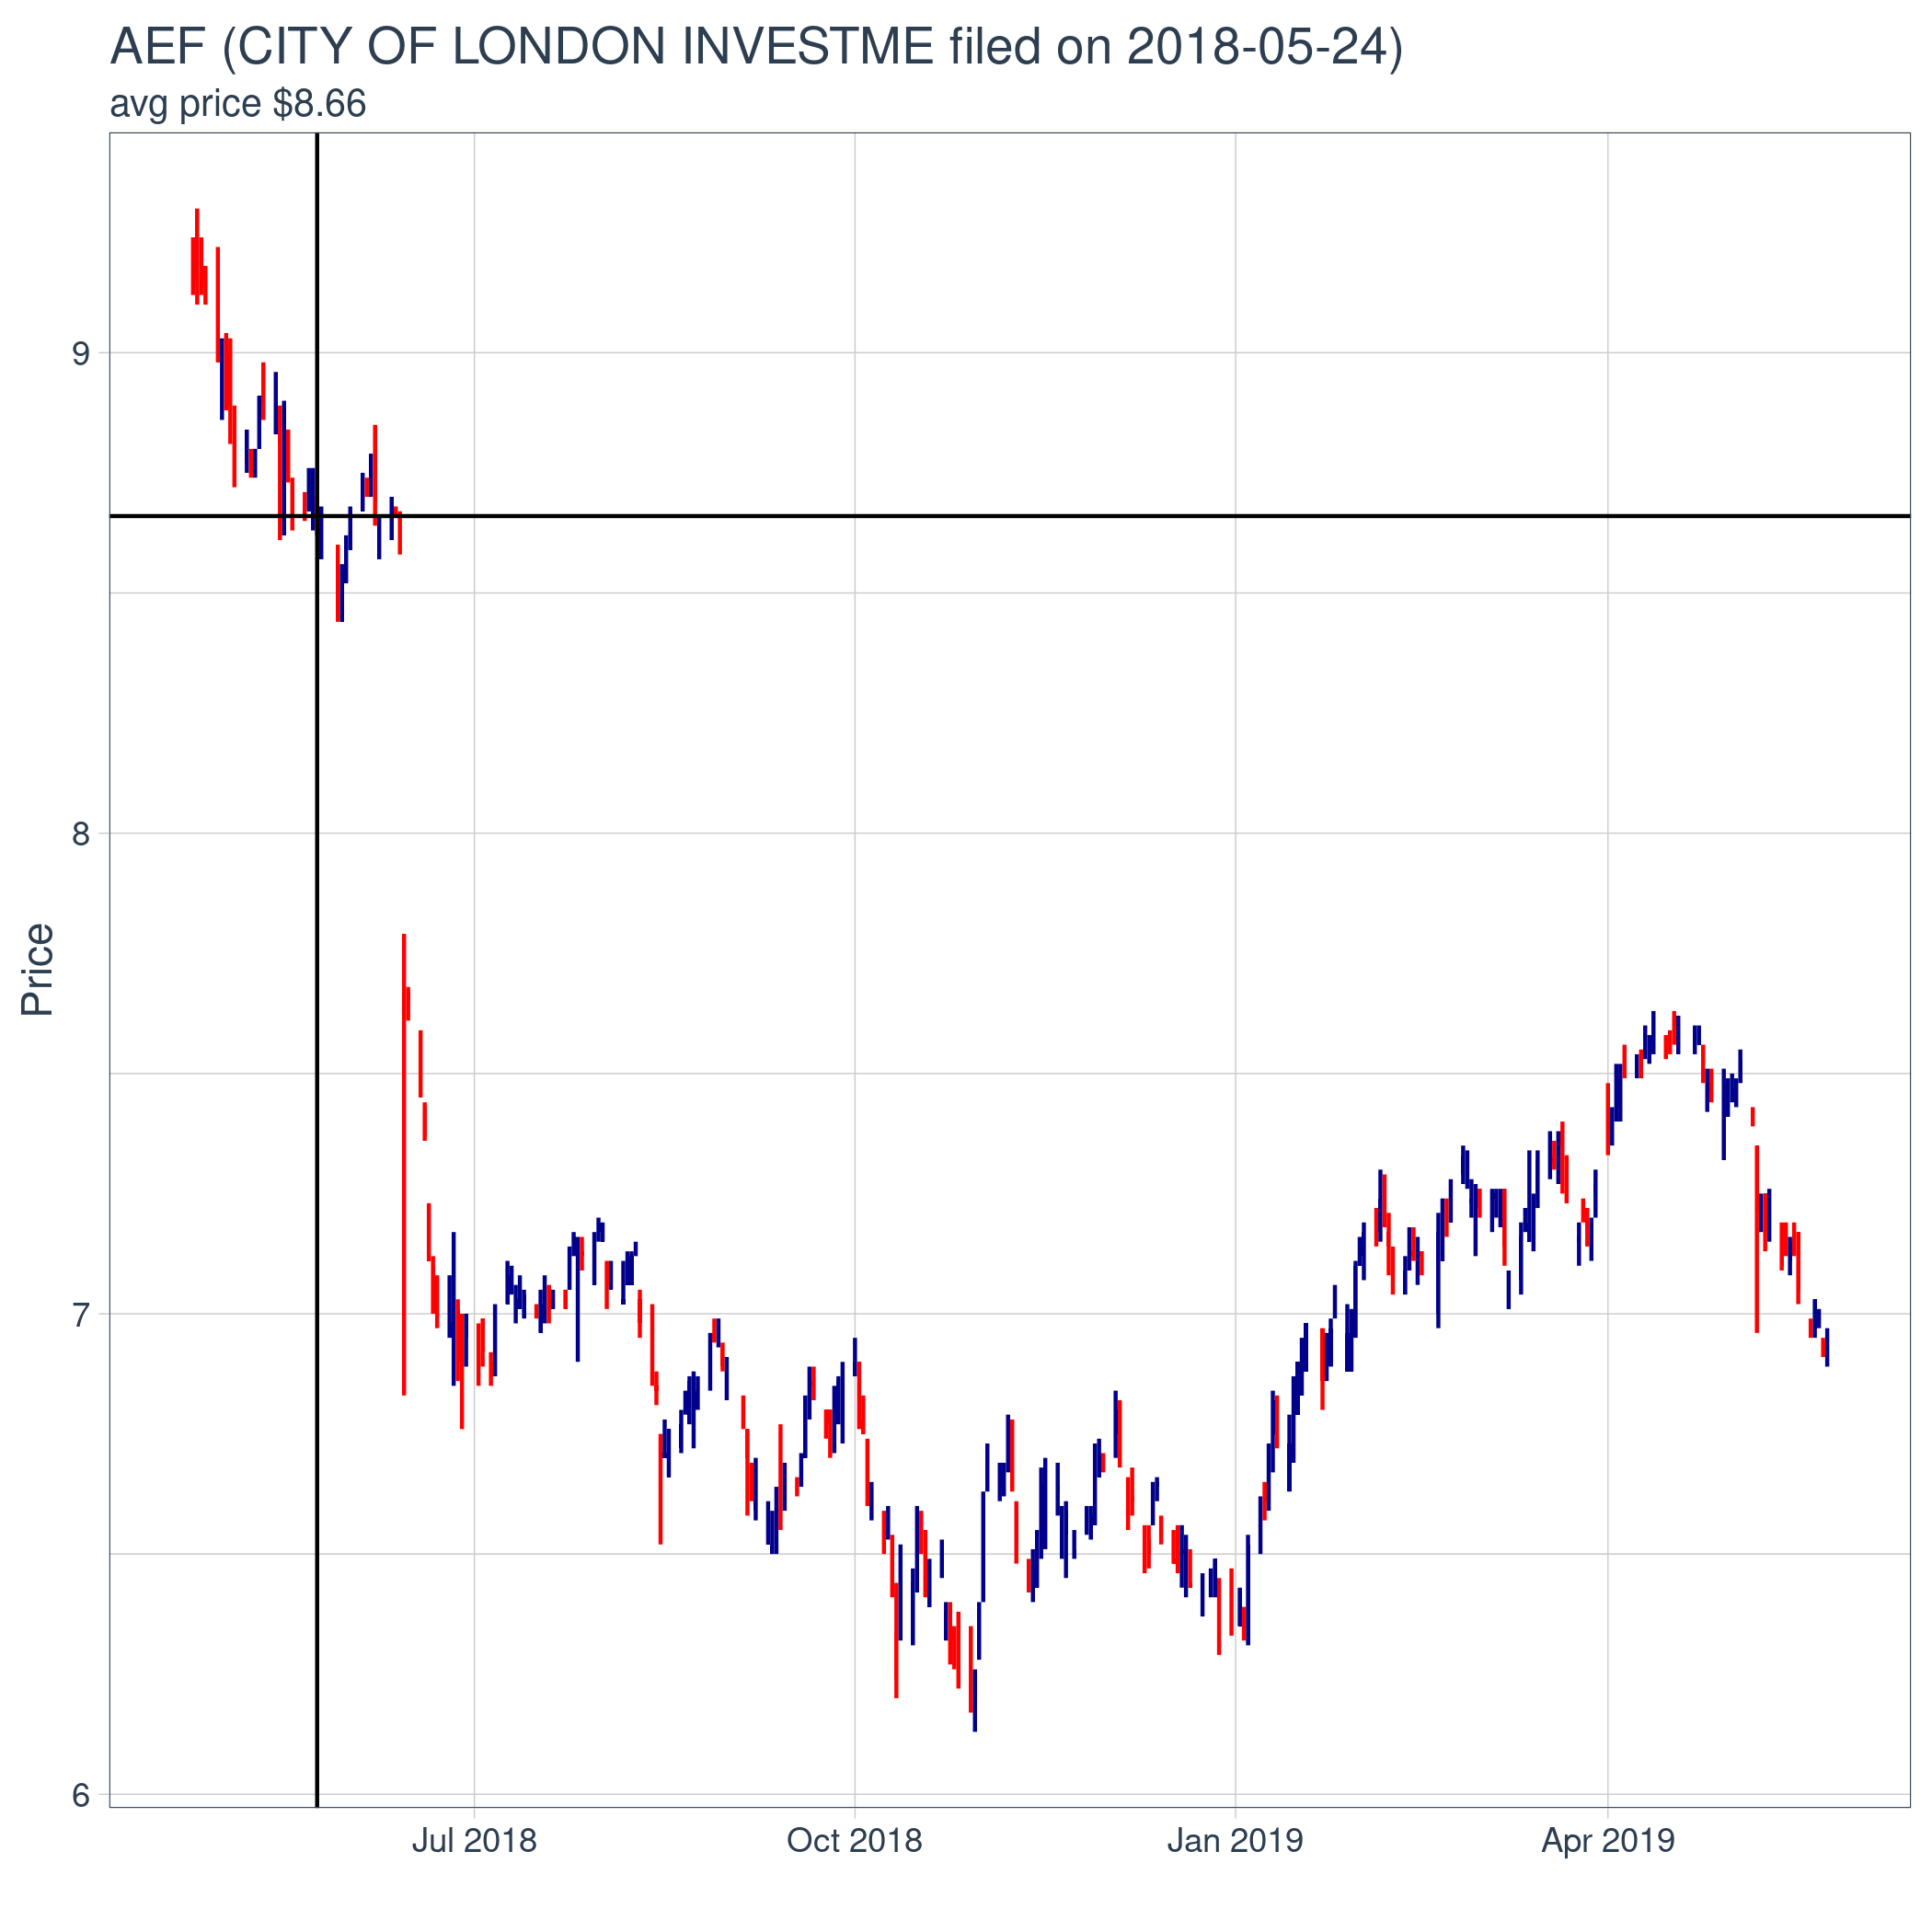 AEF (CITY OF LONDON INVESTME filed on 2018-05-24)
avg price $8.66
9
8
7
6
Price
Jul 2018
Oct 2018
Jan 2019
Apr 2019